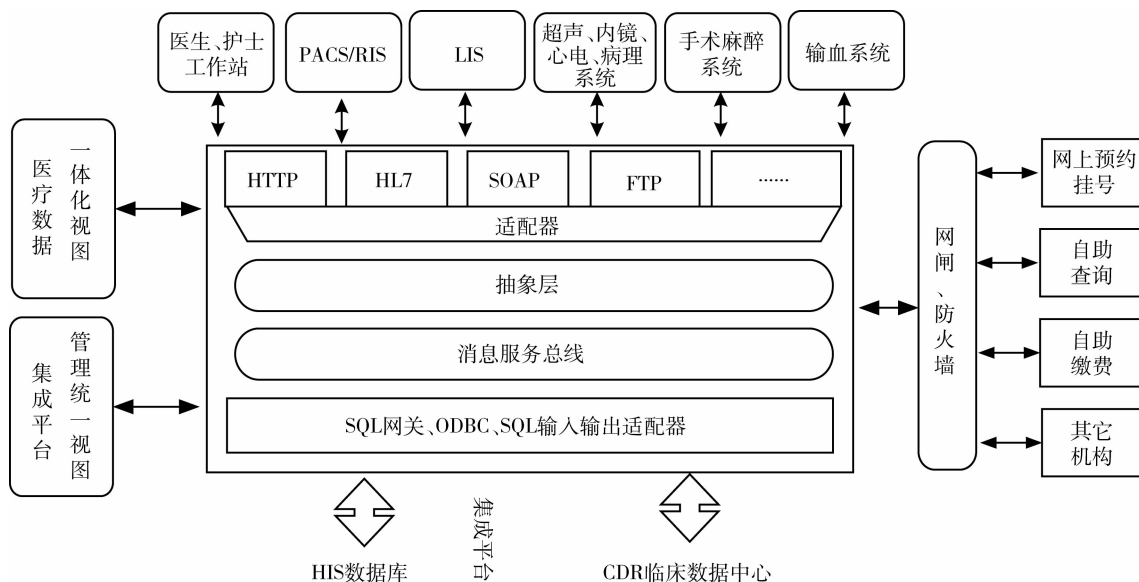 医生、护士
工作站
PACS/RIS
LIS
超声、内镜、
心电、病理
系统
手术麻醉
系统
输血系统
医疗数据
一体化视图
集成平台
管理统一视图
HTTP
HL7
SOAP
FTP
……
适配器
抽象层
消息服务总线
SQL网关、ODBC、SQL输入输出适配器
网闸、防火墙
网上预约
挂号
自助
查询
自助
缴费
其它
机构
HIS数据库
集成平台
CDR临床数据中心